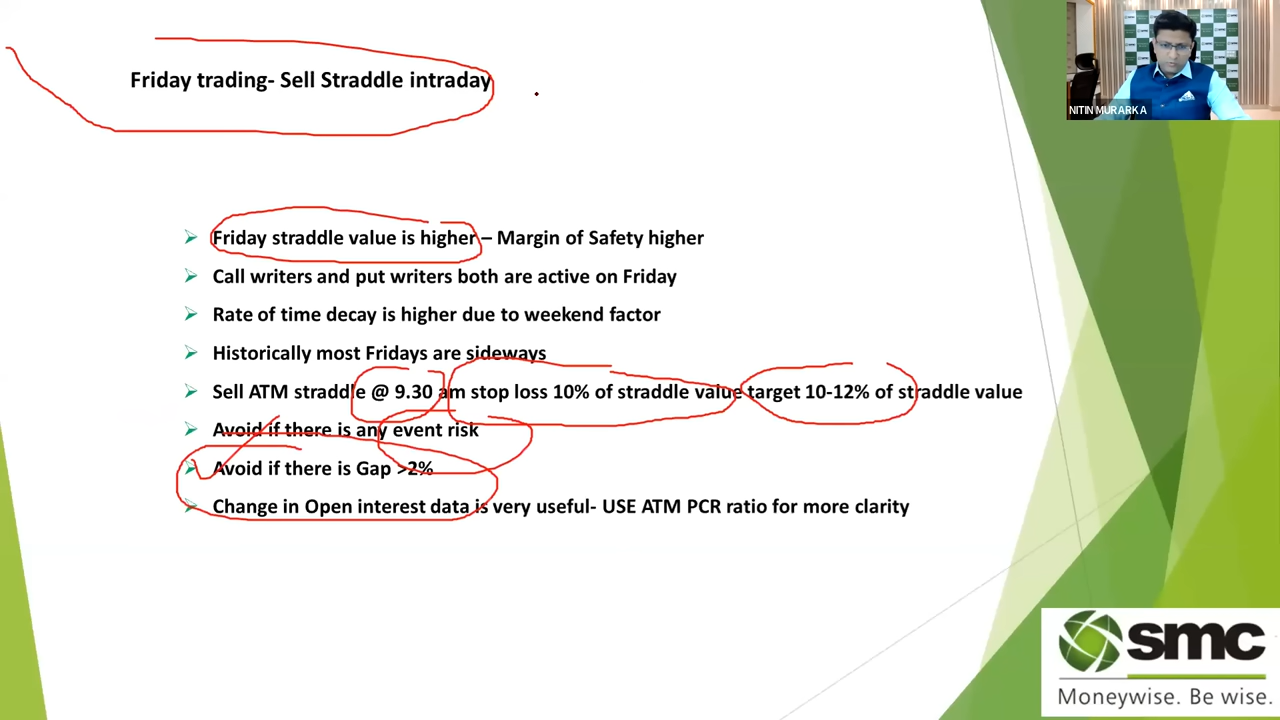 Friday trading- Sell Straddle intraday
NITIN MURARKA
Friday straddle value is higher – Margin of Safety higher
Call writers and put writers both are active on Friday
Rate of time decay is higher due to weekend factor
Historically most Fridays are sideways
Sell ATM straddle @ 9.30 am stop loss 10% of straddle value target 10-12% of straddle value
Avoid if there is any event risk
Avoid if there is Gap >2%
Change in Open interest data is very useful- USE ATM PCR ratio for more clarity
smc
Moneywise. Be wise.